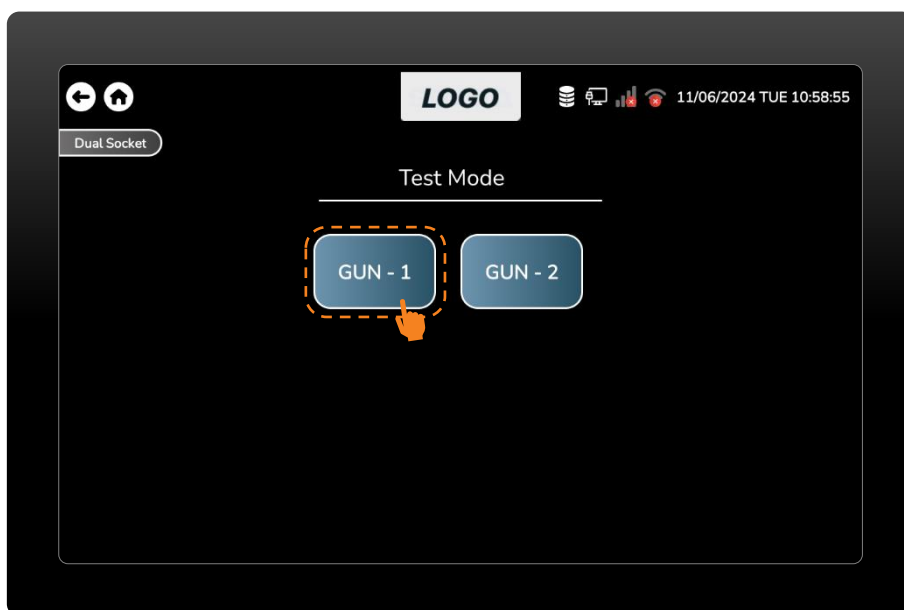 LOGO
11/06/2024 TUE 10:58:55
Dual Socket
Test Mode
GUN - 1
GUN - 2